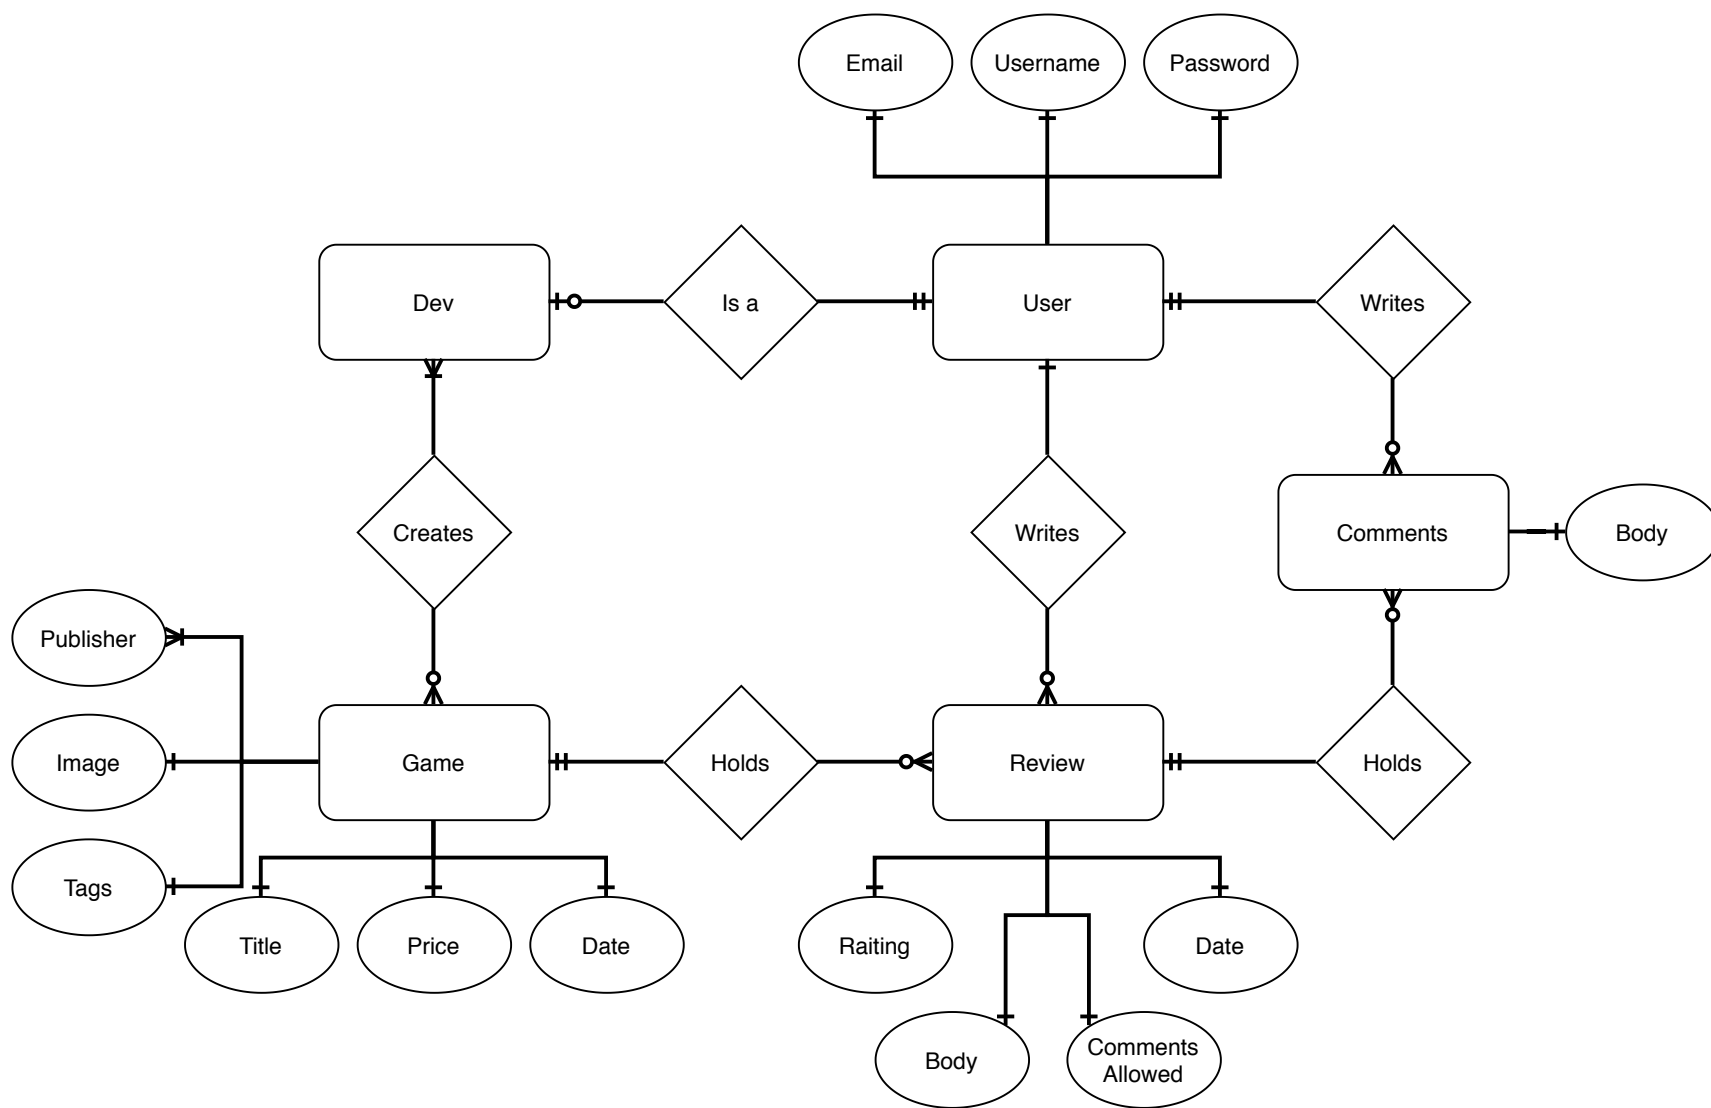 Email
Username
Password
Dev
Is a
User
Writes
Creates
Writes
Comments
Body
Publisher
Image
Game
Holds
Review
Holds
Tags
Title
Price
Date
Raiting
Date
Body
Comments
Allowed